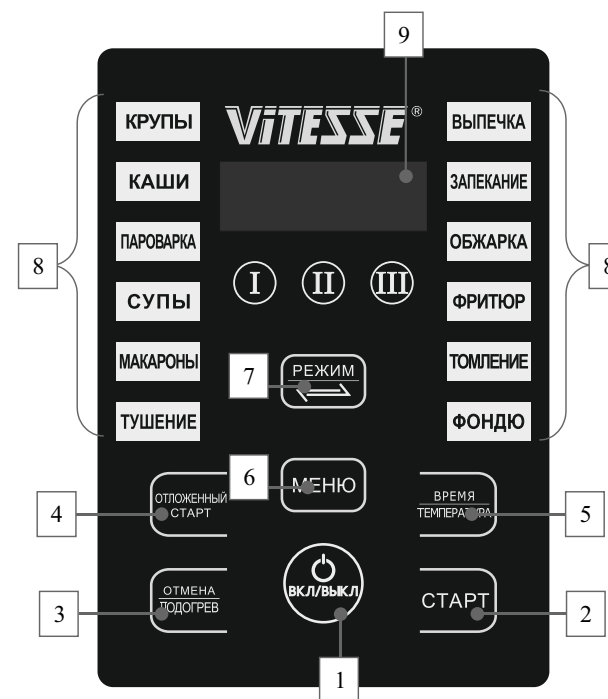 9
КРУПЫ
ViTESSE®
ВЫПЕЧКА
КАШИ
ЗАПЕКАНИЕ
ПАРОВАРКА
ОБЖАРКА
8
8
I II III
СУПЫ
ФРИТЮР
МАКАРОНЫ
7
РЕЖИМ
ТОМЛЕНИЕ
ТУШЕНИЕ
ФОНДЮ
6
МЕНЮ
4
ОТЛОЖЕННЫЙ
СТАРТ
ВРЕМЯ
ТЕМПЕРАТУРА
5
3
ОТМЕНА
ПОДОГРЕВ
ВКЛ/ВЫКЛ
СТАРТ
2
1